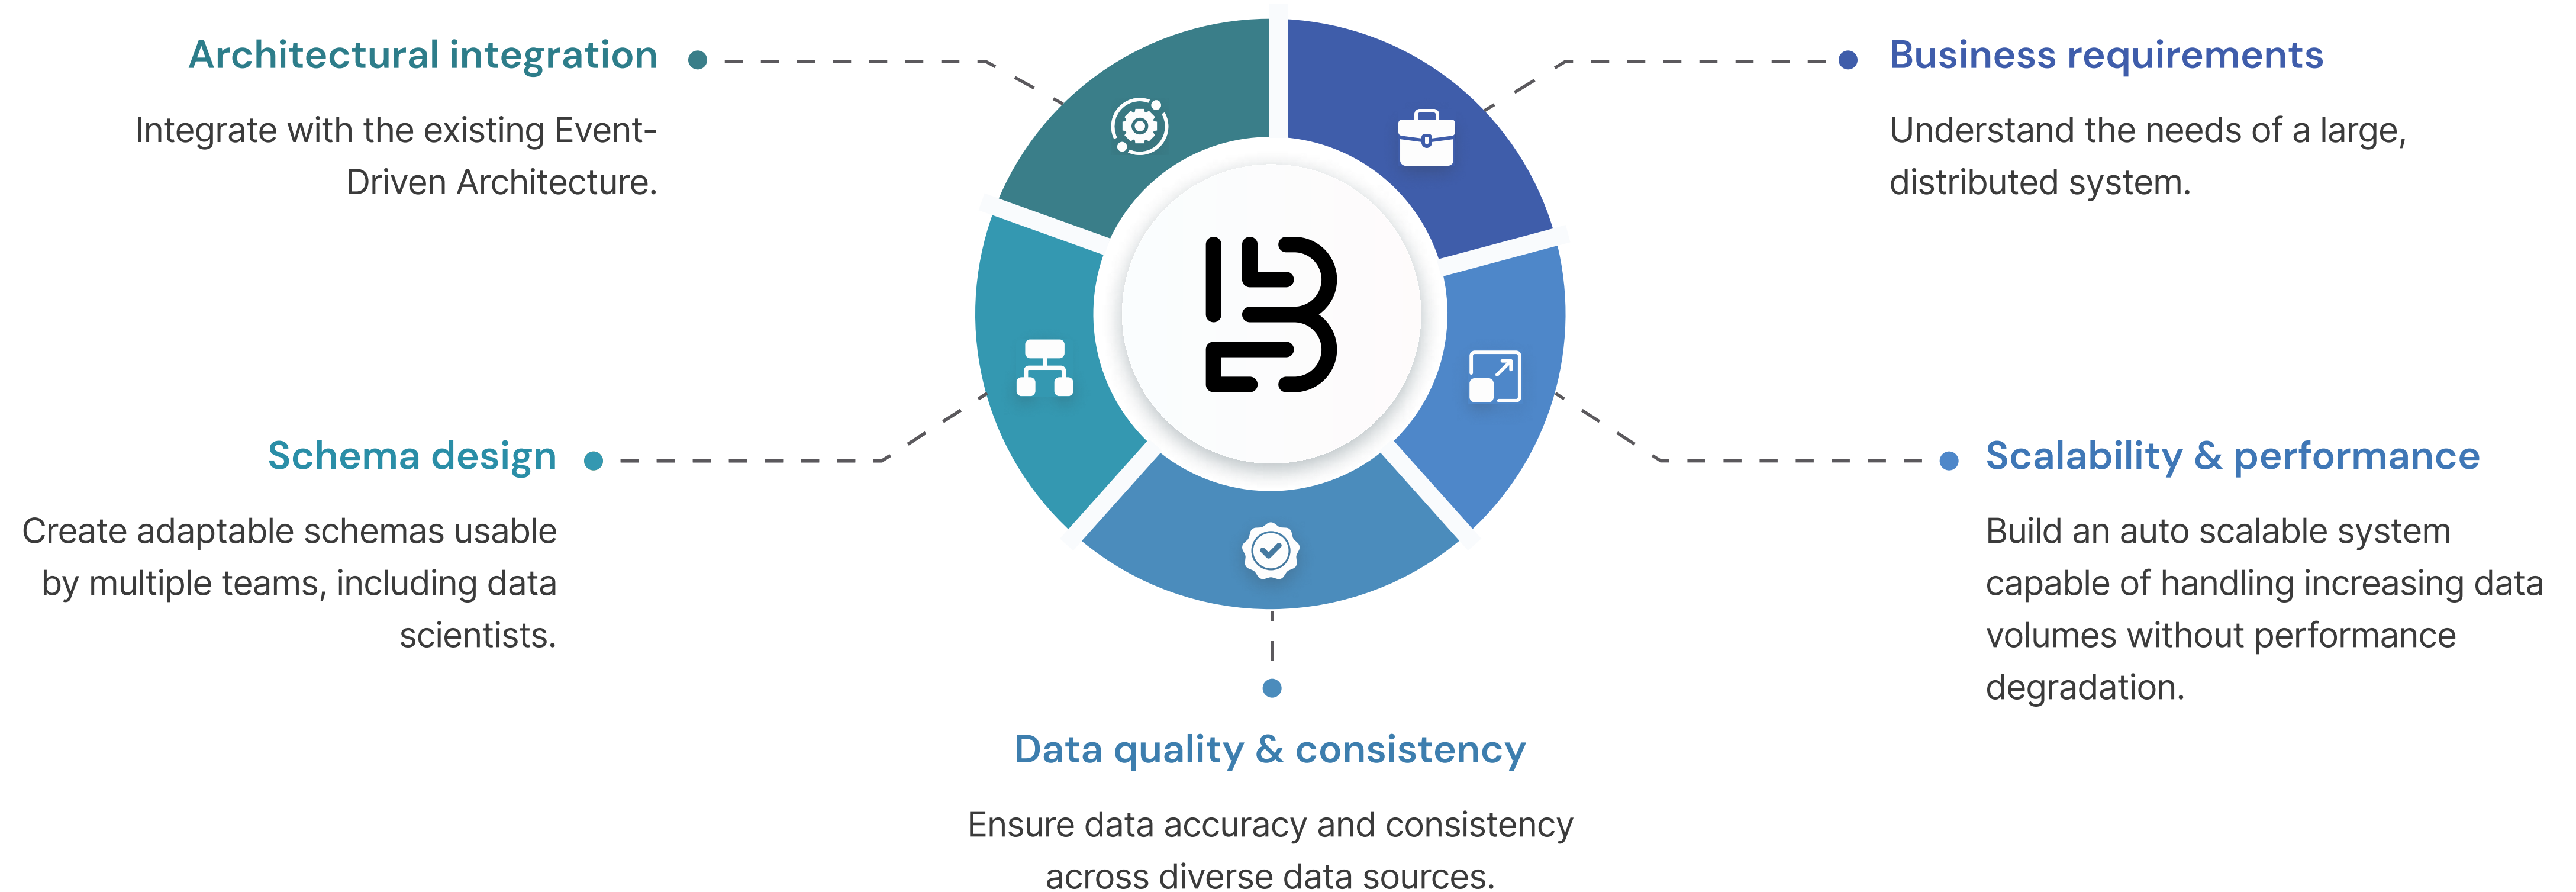 Architectural integration
Integrate with the existing Event-
Driven Architecture.
Business requirements
Understand the needs of a large,
distributed system.
Schema design
Create adaptable schemas usable
by multiple teams, including data
scientists.
Scalability & performance
Build an auto scalable system
capable of handling increasing data
volumes without performance
degradation.
Data quality & consistency
Ensure data accuracy and consistency
across diverse data sources.